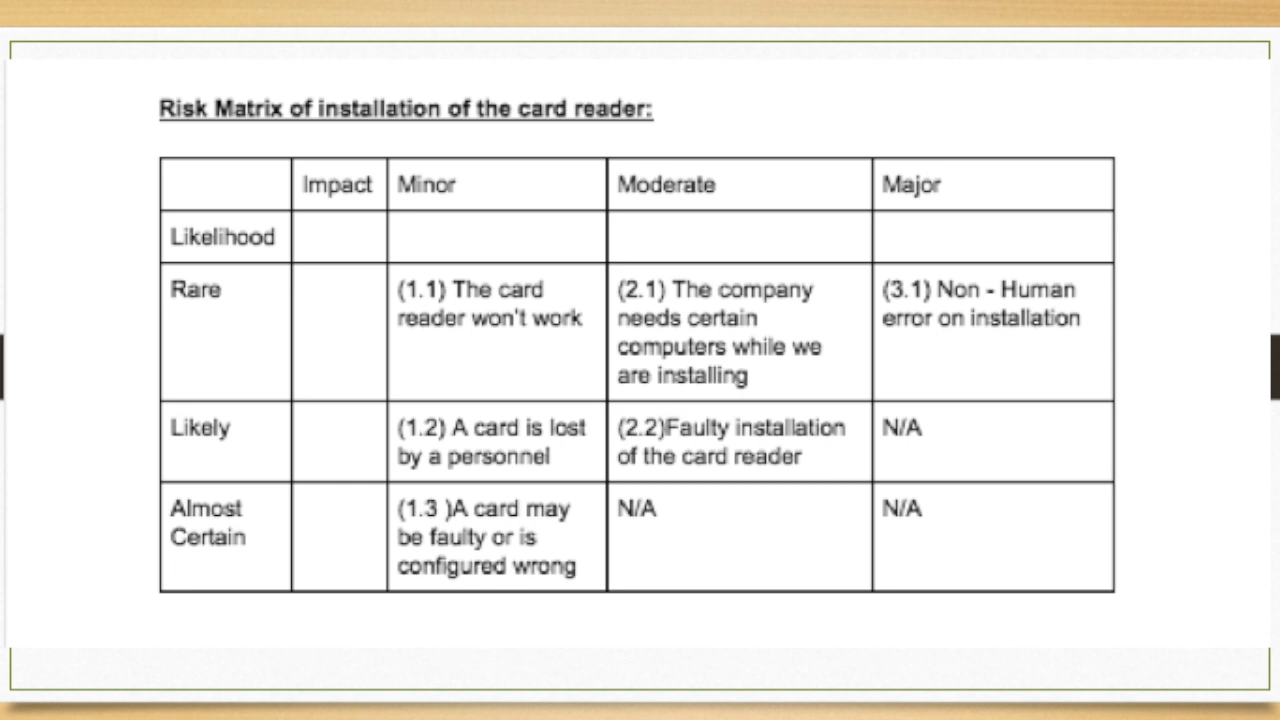 Risk Matrix of installation of the card reader:
Impact Minor Moderate Major
Likelihood
Rare
(1.1) The card
reader won't work
(2.1) The company
needs certain
computers while we
are installing
(3.1) Non - Human
error on installation
Likely
(1.2) A card is lost
by a personnel
(2.2)Faulty installation
of the card reader
N/A
Almost
Certain
(1.3 )A card may
be faulty or is
configured wrong
N/A
N/A